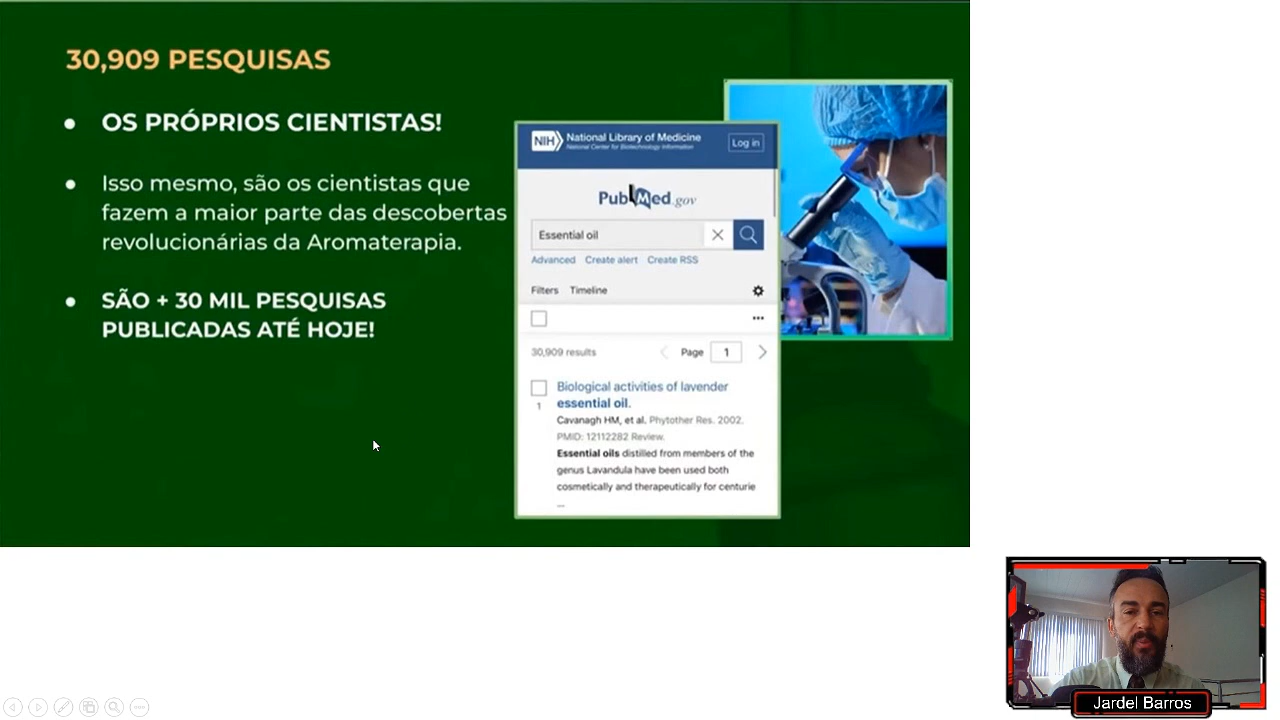 30,909 PESQUISAS
● OS PRÓPRIOS CIENTISTAS!
● Isso mesmo, são os cientistas que
fazem a maior parte das descobertas
revolucionárias da Aromaterapia.
● SÃO + 30 MIL PESQUISAS
PUBLICADAS ATÉ HOJE!
NIH National Library of Medicine
National Center for Biotechnology Information
Log in
PubMed.gov
Essential oil
Advanced Create alert Create RSS
Filters Timeline
30,909 results
Page 1
Biological activities of lavender
essential oil.
1
Cavanagh HM, et al. Phytother Res. 2002.
PMID: 12112282 Review.
Essential oils distilled from members of the
genus Lavandula have been used both
cosmetically and therapeutically for centurie
...
Jardel Barros